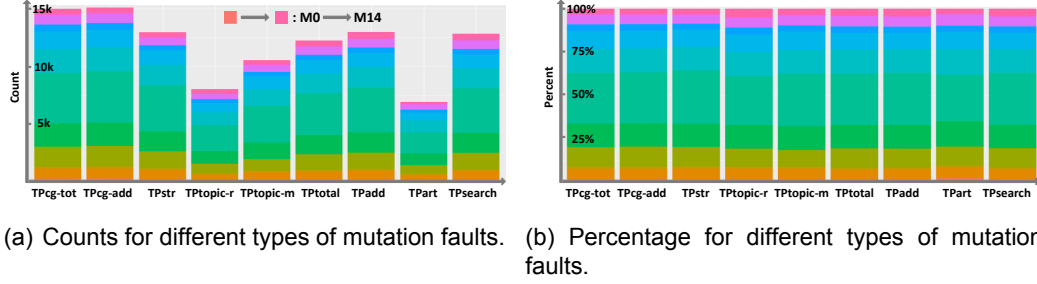 15k
10k
5k
Count
: M0 M14
TPcg-tot TPcg-add TPstr TPtopic-r TPtopic-m TPtotal TPadd TPart TPsearch
(a) Counts for different types of mutation faults.
100%
75%
50%
25%
Percent
TPcg-tot TPcg-add TPstr TPtopic-r TPtopic-m TPtotal TPadd TPart TPsearch
(b) Percentage for different types of mutation
faults.